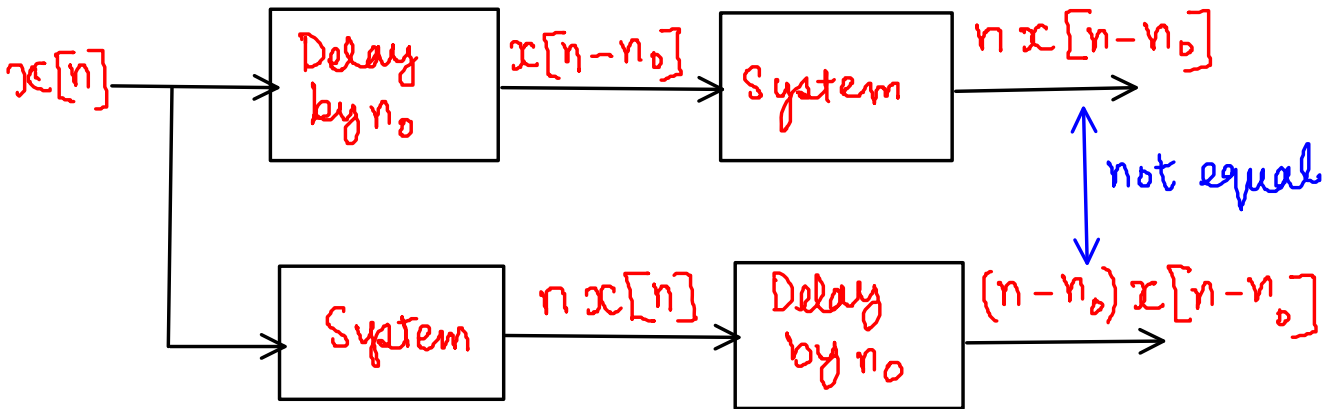 x[n]
Delay
by n₀
x[n-n₀]
System
n x[n-n₀]
not equal
System
n x[n]
Delay
by n₀
(n-n₀) x[n-n₀]